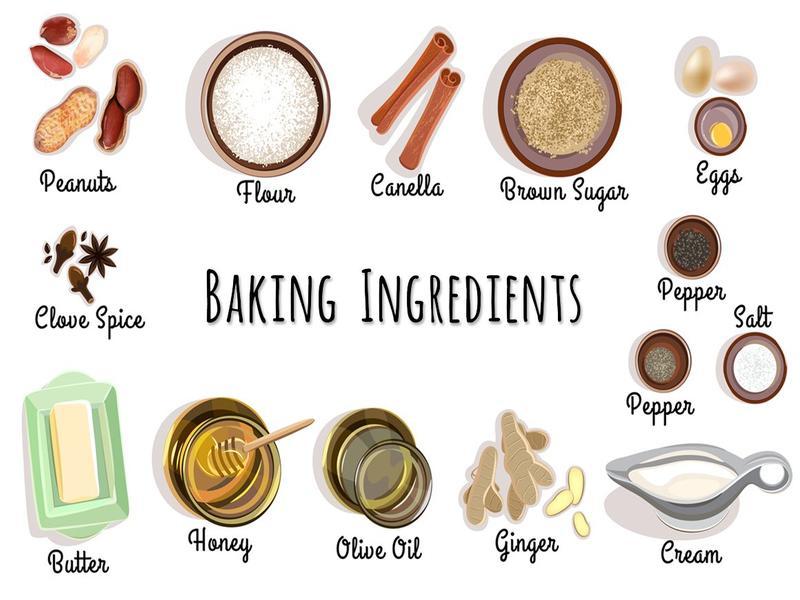 Peanuts
Flour
Canella
Brown Sugar
Eggs
Clove Spice
Baking Ingredients
Pepper
Salt
Pepper
Butter
Honey
Olive Oil
Ginger
Cream